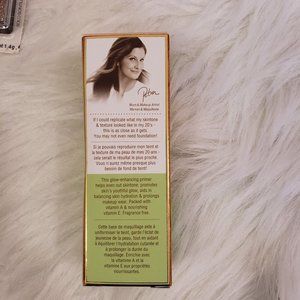 Robin
Mom & Makeup Artist
Maman & Maquilleuse
If I could replicate what my skintone
& texture looked like in my 20's
this is as close as it gets
You may not even need foundation!
Si je pouvais reproduire mon teint et
la texture de ma peau de mes 20 ans
cela serait le résultat le plus proche.
Vous n'aurez même presque plus
besoin de fond de teint!
This glow-enhancing primer
helps even out skintone, promotes
skin's youthful glow, aids in
balancing skin hydration & prolongs
makeup wear. Packed with
vitamin A & nourishing
vitamin E. Fragrance free.
Cette base de maquillage aide à
uniformiser le teint, garde l'éclat de
jeunesse de la peau, tout en aidant
à équilibrer l'hydratation cutanée et
à prolonger la durée du
maquillage. Enrichie avec
la vitamine A et la
vitamine E aux propriétés
nourrissantes.